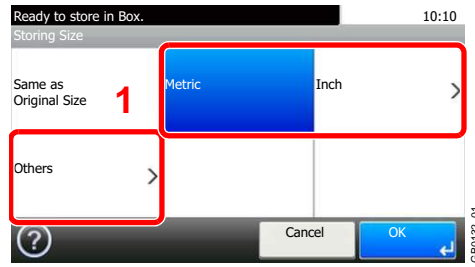 Ready to store in Box.
10:10
Storing Size
Same as
Original Size
1
Metric
Inch
Others
?
Cancel
OK
GB0132_01